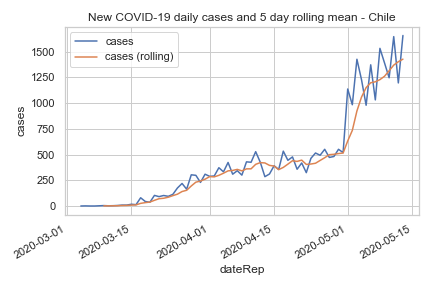 New COVID-19 daily cases and 5 day rolling mean - Chile
cases
cases (rolling)
1500
1250
1000
750
500
250
0
cases
2020-03-01
2020-03-15
2020-04-01
2020-04-15
2020-05-01
2020-05-15
dateRep